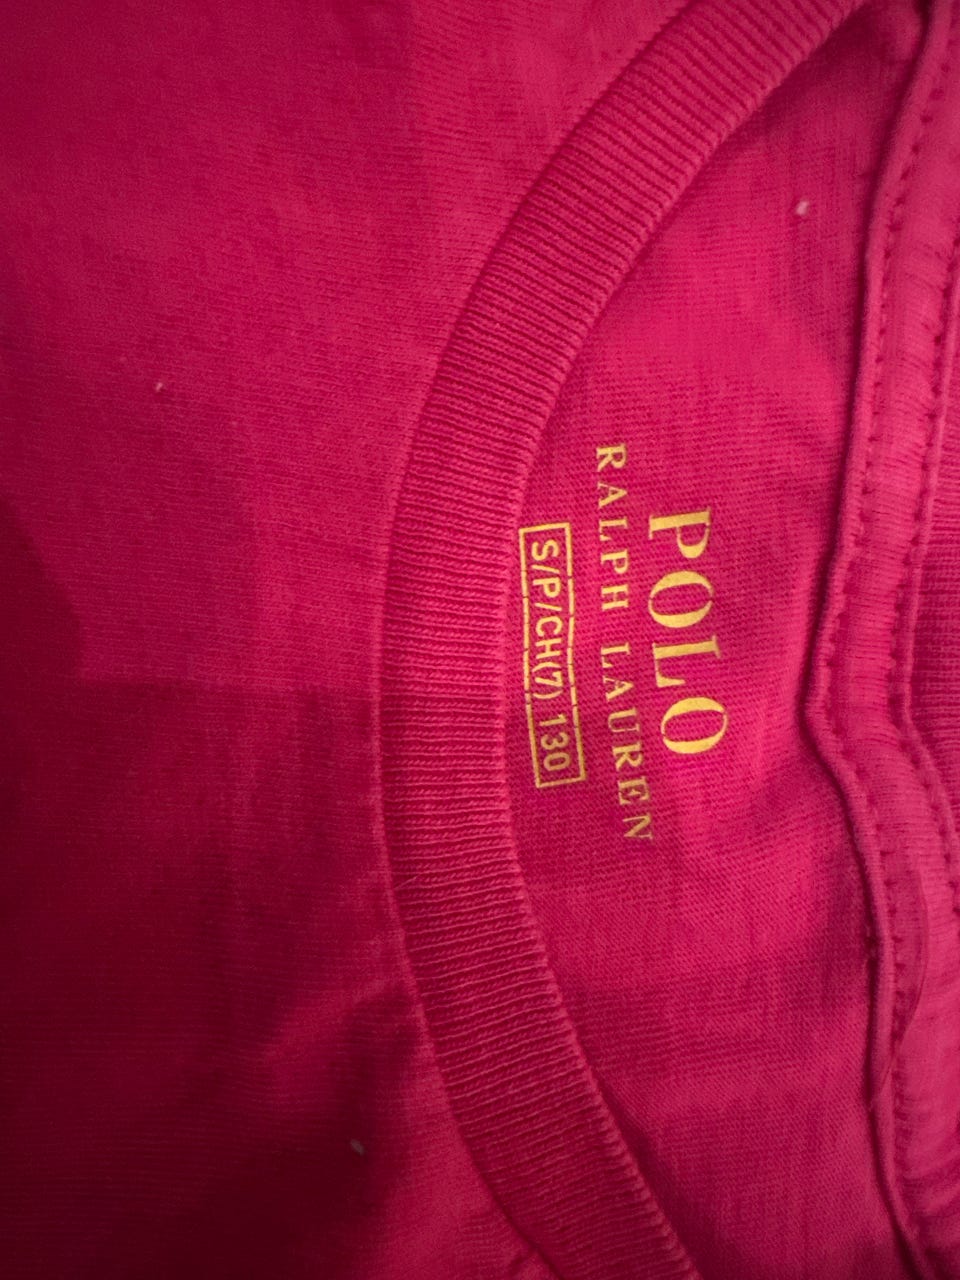 POLO
RALPH LAUREN
S/P/CH(7) 130